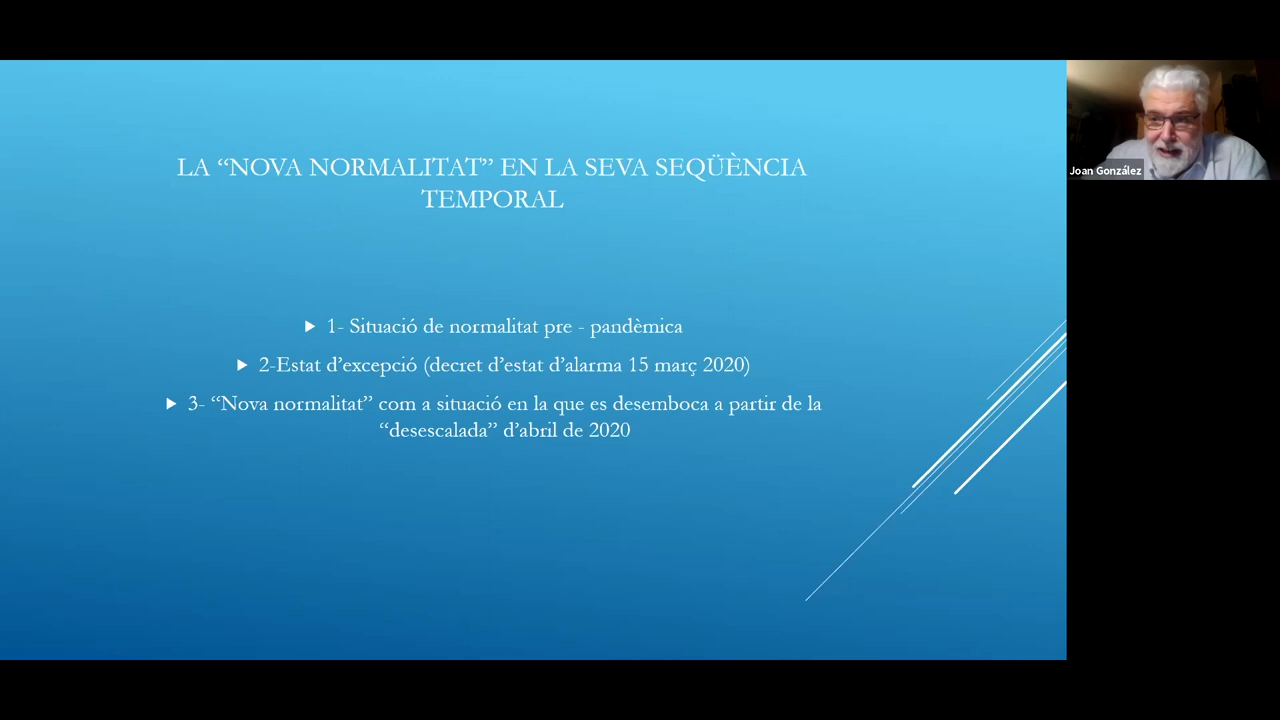 LA “NOVA NORMALITAT” EN LA SEVA SEQÜÈNCIA
TEMPORAL
1- Situació de normalitat pre - pandèmica
2-Estat d’excepció (decret d’estat d’alarma 15 març 2020)
3- “Nova normalitat” com a situació en la que es desemboca a partir de la
“desescalada” d’abril de 2020
Joan González